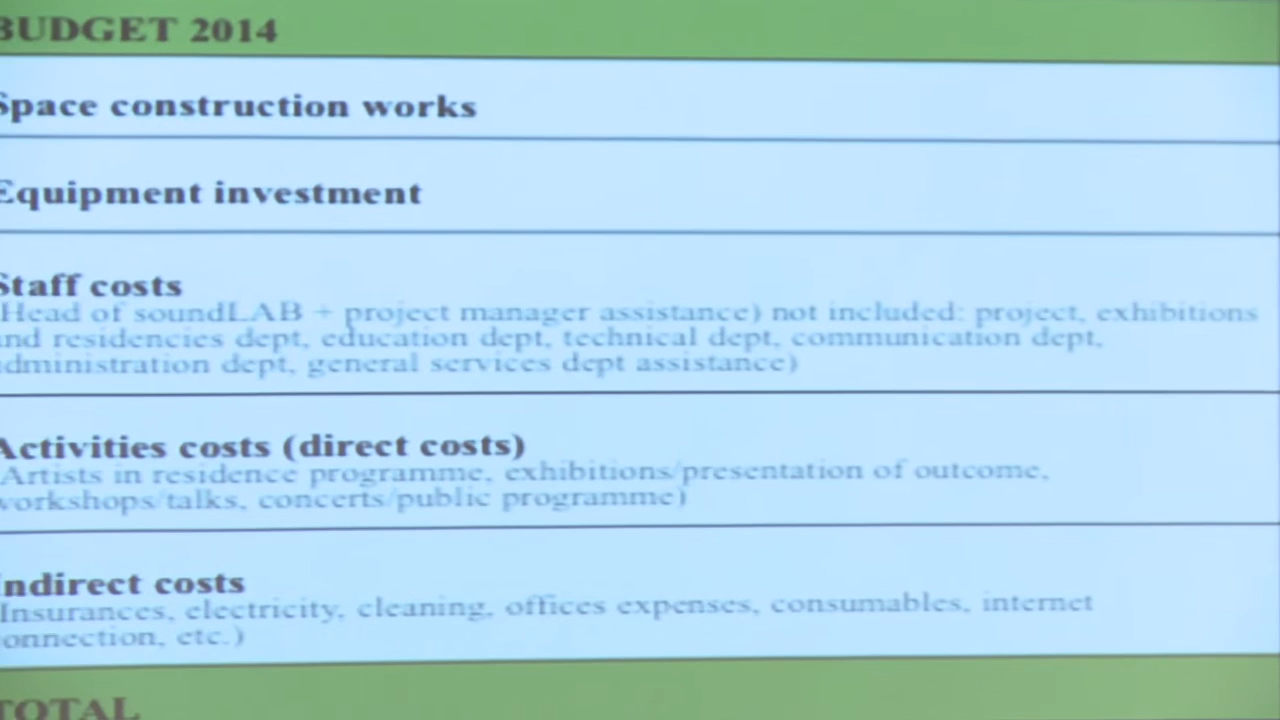 BUDGET 2014
Space construction works
Equipment investment
Staff costs
(Head of soundLAB + project manager assistance) not included: project, exhibitions
and residencies dept, education dept, technical dept, communication dept,
administration dept, general services dept assistance)
Activities costs (direct costs)
(Artists in residence programme, exhibitions/presentation of outcome,
workshops/talks, concerts/public programme)
Indirect costs
(Insurances, electricity, cleaning, offices expenses, consumables, internet
connection, etc.)
TOTAL